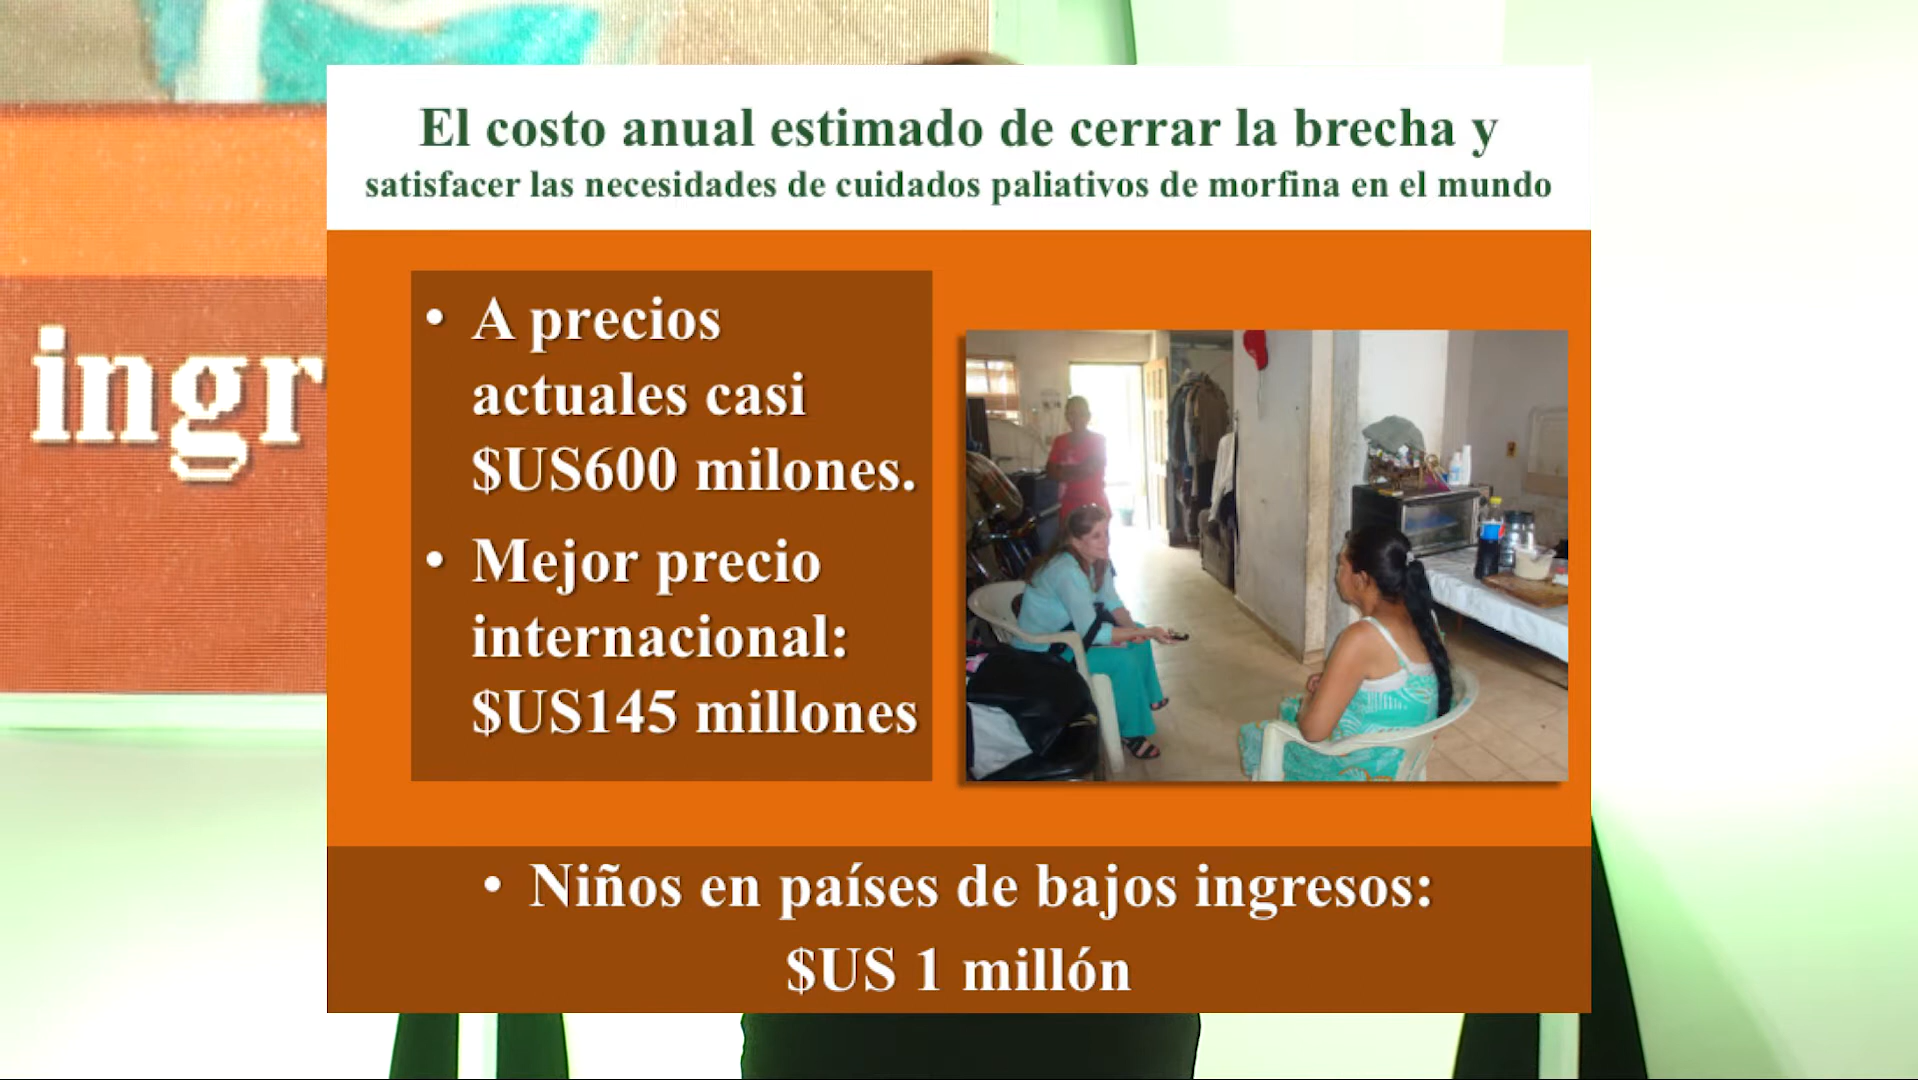 El costo anual estimado de cerrar la brecha y
satisfacer las necesidades de cuidados paliativos de morfina en el mundo
ingr
• A precios
actuales casi
$US600 milones.
• Mejor precio
internacional:
$US145 millones
• Niños en países de bajos ingresos:
$US 1 millón